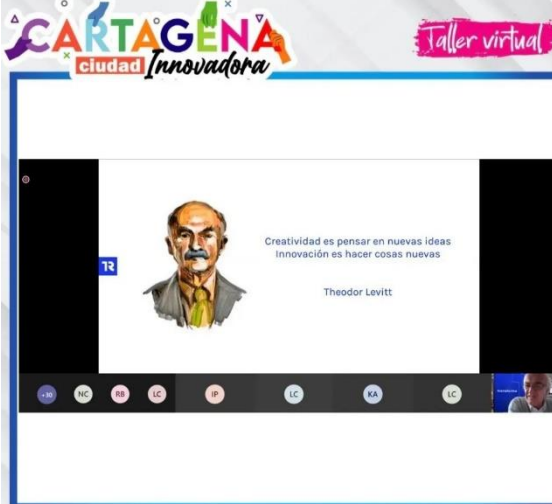 CARTAGENA
ciudad Innovadora
Taller virtual
Creatividad es pensar en nuevas ideas
Innovación es hacer cosas nuevas
Theodor Levitt
TR
+30
NC
RB
LC
IP
LC
KA
LC